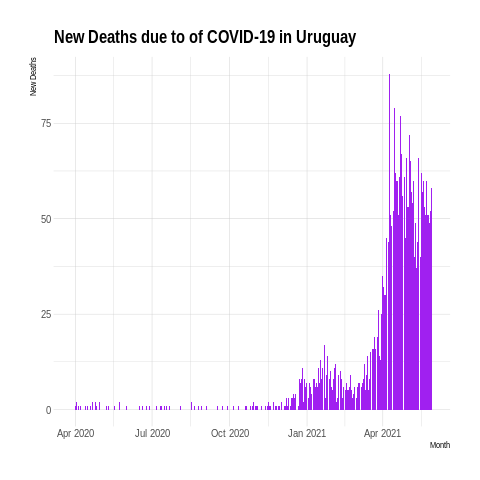 New Deaths due to of COVID-19 in Uruguay
New Deaths
75
50
25
0
Apr 2020 Jul 2020 Oct 2020 Jan 2021 Apr 2021
Month